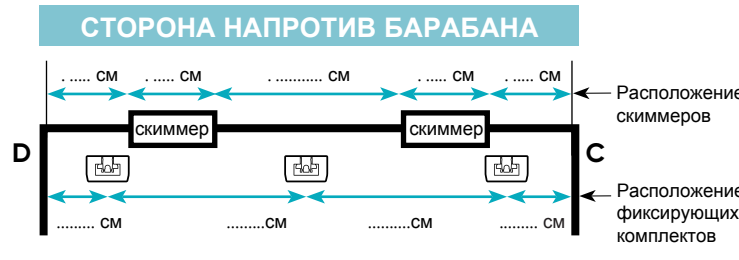 СТОРОНА НАПРОТИВ БАРАБАНА
. ..... см . ..... см . ........... см . ..... см . ..... см
Расположение
скиммеров
скиммер скиммер
D C
Расположение
фиксирующих
комплектов
......... см .........см ..........см ......... см